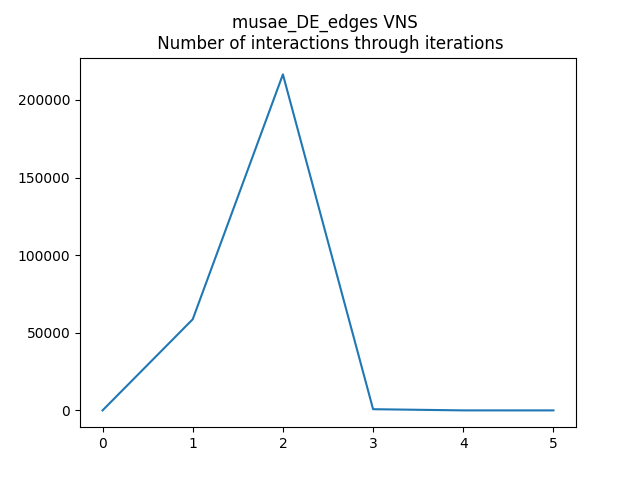 musae_DE_edges VNS
Number of interactions through iterations
200000
150000
100000
50000
0
0 1 2 3 4 5